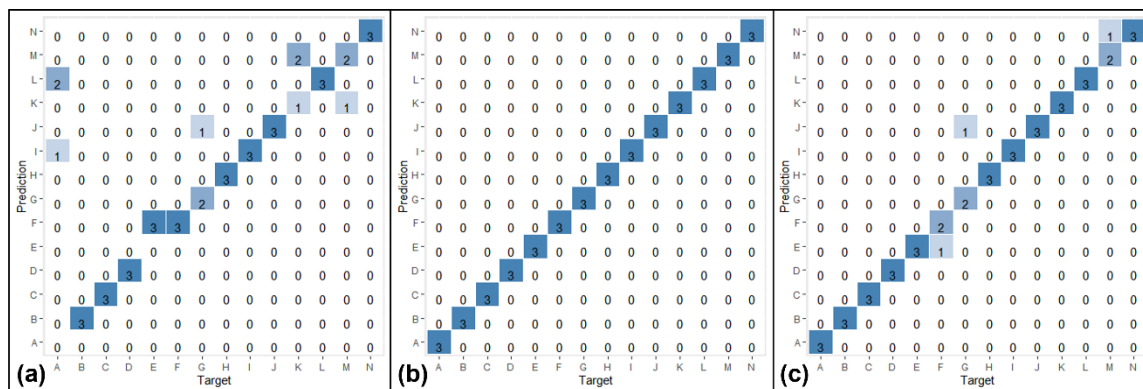 N 0 0 0 0 0 0 0 0 0 0 0 0 0 3
M 0 0 0 0 0 0 0 0 0 0 2 0 2 0
L 2 0 0 0 0 0 0 0 0 0 0 3 0 0
K 0 0 0 0 0 0 0 0 0 0 1 0 1 0
J 0 0 0 0 0 0 1 0 0 3 0 0 0 0
I 1 0 0 0 0 0 0 0 3 0 0 0 0 0
H 0 0 0 0 0 0 0 3 0 0 0 0 0 0
Prediction
G 0 0 0 0 0 0 2 0 0 0 0 0 0 0
F 0 0 0 0 3 3 0 0 0 0 0 0 0 0
E 0 0 0 0 0 0 0 0 0 0 0 0 0 0
D 0 0 0 3 0 0 0 0 0 0 0 0 0 0
C 0 0 3 0 0 0 0 0 0 0 0 0 0 0
B 0 3 0 0 0 0 0 0 0 0 0 0 0 0
A 0 0 0 0 0 0 0 0 0 0 0 0 0 0
A B C D E F G H I J K L M N
(a) Target
N 0 0 0 0 0 0 0 0 0 0 0 0 0 3
M 0 0 0 0 0 0 0 0 0 0 0 0 3 0
L 0 0 0 0 0 0 0 0 0 0 0 3 0 0
K 0 0 0 0 0 0 0 0 0 0 3 0 0 0
J 0 0 0 0 0 0 0 0 0 3 0 0 0 0
I 0 0 0 0 0 0 0 0 3 0 0 0 0 0
H 0 0 0 0 0 0 0 3 0 0 0 0 0 0
Prediction
G 0 0 0 0 0 0 3 0 0 0 0 0 0 0
F 0 0 0 0 0 3 0 0 0 0 0 0 0 0
E 0 0 0 0 3 0 0 0 0 0 0 0 0 0
D 0 0 0 3 0 0 0 0 0 0 0 0 0 0
C 0 0 3 0 0 0 0 0 0 0 0 0 0 0
B 0 3 0 0 0 0 0 0 0 0 0 0 0 0
A 3 0 0 0 0 0 0 0 0 0 0 0 0 0
A B C D E F G H I J K L M N
(b) Target
N 0 0 0 0 0 0 0 0 0 0 0 0 1 3
M 0 0 0 0 0 0 0 0 0 0 0 0 2 0
L 0 0 0 0 0 0 0 0 0 0 0 3 0 0
K 0 0 0 0 0 0 0 0 0 0 3 0 0 0
J 0 0 0 0 0 0 1 0 0 3 0 0 0 0
I 0 0 0 0 0 0 0 0 3 0 0 0 0 0
H 0 0 0 0 0 0 0 3 0 0 0 0 0 0
Prediction
G 0 0 0 0 0 0 2 0 0 0 0 0 0 0
F 0 0 0 0 0 2 0 0 0 0 0 0 0 0
E 0 0 0 0 3 1 0 0 0 0 0 0 0 0
D 0 0 0 3 0 0 0 0 0 0 0 0 0 0
C 0 0 3 0 0 0 0 0 0 0 0 0 0 0
B 0 3 0 0 0 0 0 0 0 0 0 0 0 0
A 3 0 0 0 0 0 0 0 0 0 0 0 0 0
A B C D E F G H I J K L M N
(c) Target